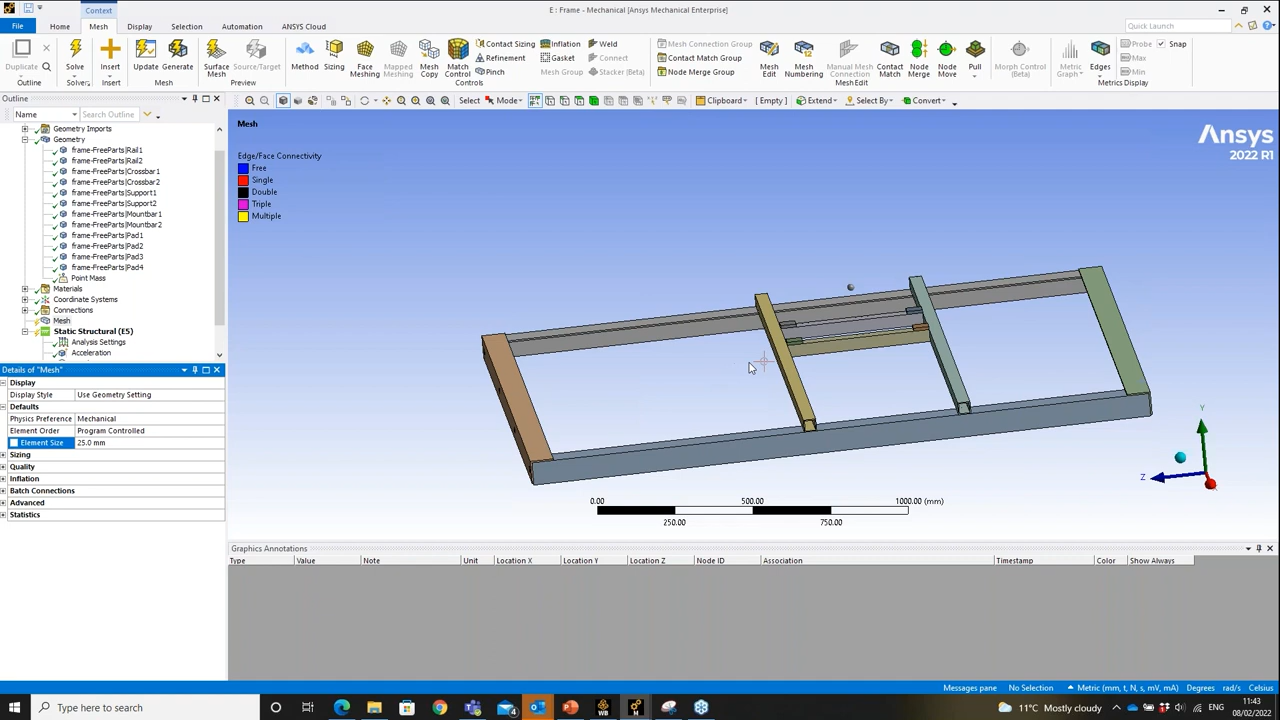 Context
E : Frame - Mechanical [Ansys Mechanical Enterprise]
File
Home
Mesh
Display
Selection
Automation
ANSYS Cloud
Quick Launch
Duplicate
Outline
Solve
Solvers
Insert
Insert
Update
Generate
Mesh
Surface Mesh
Source/Target
Preview
Method
Sizing
Face Meshing
Mapped Meshing
Mesh Copy
Match Control
Contact Sizing
Refinement
Pinch
Inflation
Gasket
Mesh Group
Weld
Connect
Stacker (Beta)
Controls
Mesh Connection Group
Contact Match Group
Node Merge Group
Mesh Edit
Mesh Numbering
Manual Mesh Connection
Contact Match
Node Merge
Node Move
Pull
Morph Control (Beta)
Mesh Edit
Metric Graph
Edges
Probe
Max
Min
Snap
Metrics Display
Outline
Name
Search Outline
Select
Mode
Clipboard
[ Empty ]
Extend
Select By
Convert
Geometry Imports
Geometry
frame-FreeParts|Rail1
frame-FreeParts|Rail2
frame-FreeParts|Crossbar1
frame-FreeParts|Crossbar2
frame-FreeParts|Support1
frame-FreeParts|Support2
frame-FreeParts|Mountbar1
frame-FreeParts|Mountbar2
frame-FreeParts|Pad1
frame-FreeParts|Pad2
frame-FreeParts|Pad3
frame-FreeParts|Pad4
Point Mass
Materials
Coordinate Systems
Connections
Mesh
Static Structural (E5)
Analysis Settings
Acceleration
Details of "Mesh"
Display
Display Style Use Geometry Setting
Defaults
Physics Preference Mechanical
Element Order Program Controlled
Element Size 25.0 mm
Sizing
Quality
Inflation
Batch Connections
Advanced
Statistics
Mesh
Edge/Face Connectivity
Free
Single
Double
Triple
Multiple
Ansys
2022 R1
Y
Z
0.00 500.00 1000.00 (mm)
250.00 750.00
Graphics Annotations
Type Value Note Unit Location X Location Y Location Z Node ID Association Timestamp Color Show Always
Messages pane No Selection Metric (mm, t, N, s, mV, mA) Degrees rad/s Celsius
Type here to search
11°C Mostly cloudy
11:43
08/02/2022